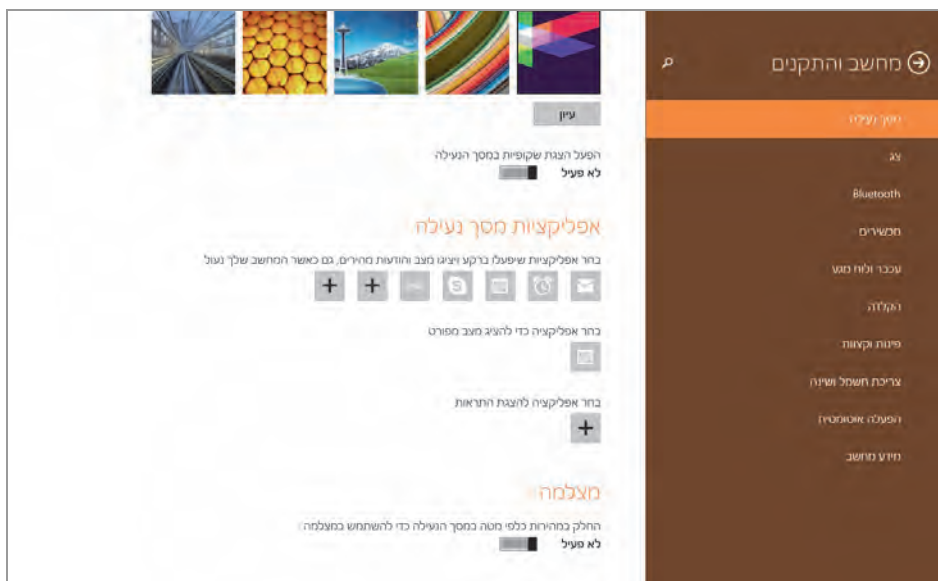 מחשב והתקנים
מסך נעילה
צג
Bluetooth
מכשירים
עכבר ולוח מגע
הקלדה
פינות וקצוות
צריכת חשמל ושינה
הפעלה אוטומטית
מידע מחשב
עיון
הפעל הצגת שקופיות במסך הנעילה
לא פעיל
אפליקציות מסך נעילה
בחר אפליקציות שיפעלו ברקע ויציגו מצב והודעות מהירים, גם כאשר המחשב שלך נעול
בחר אפליקציה כדי להציג מצב מפורט
בחר אפליקציה להצגת התראות
מצלמה
החלק במהירות כלפי מטה במסך הנעילה כדי להשתמש במצלמה
לא פעיל